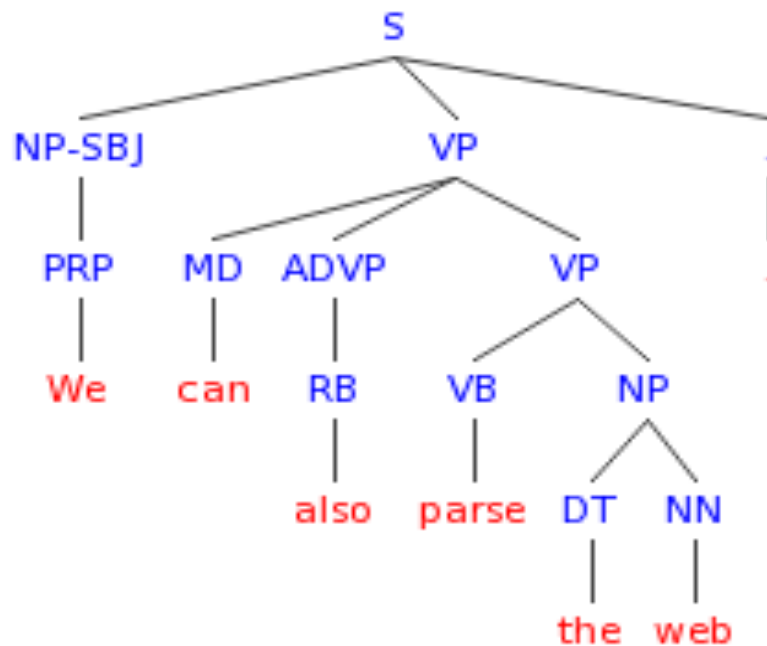 S
NP-SBJ VP
PRP MD ADVP VP
We can RB VB NP
also parse DT NN
the web